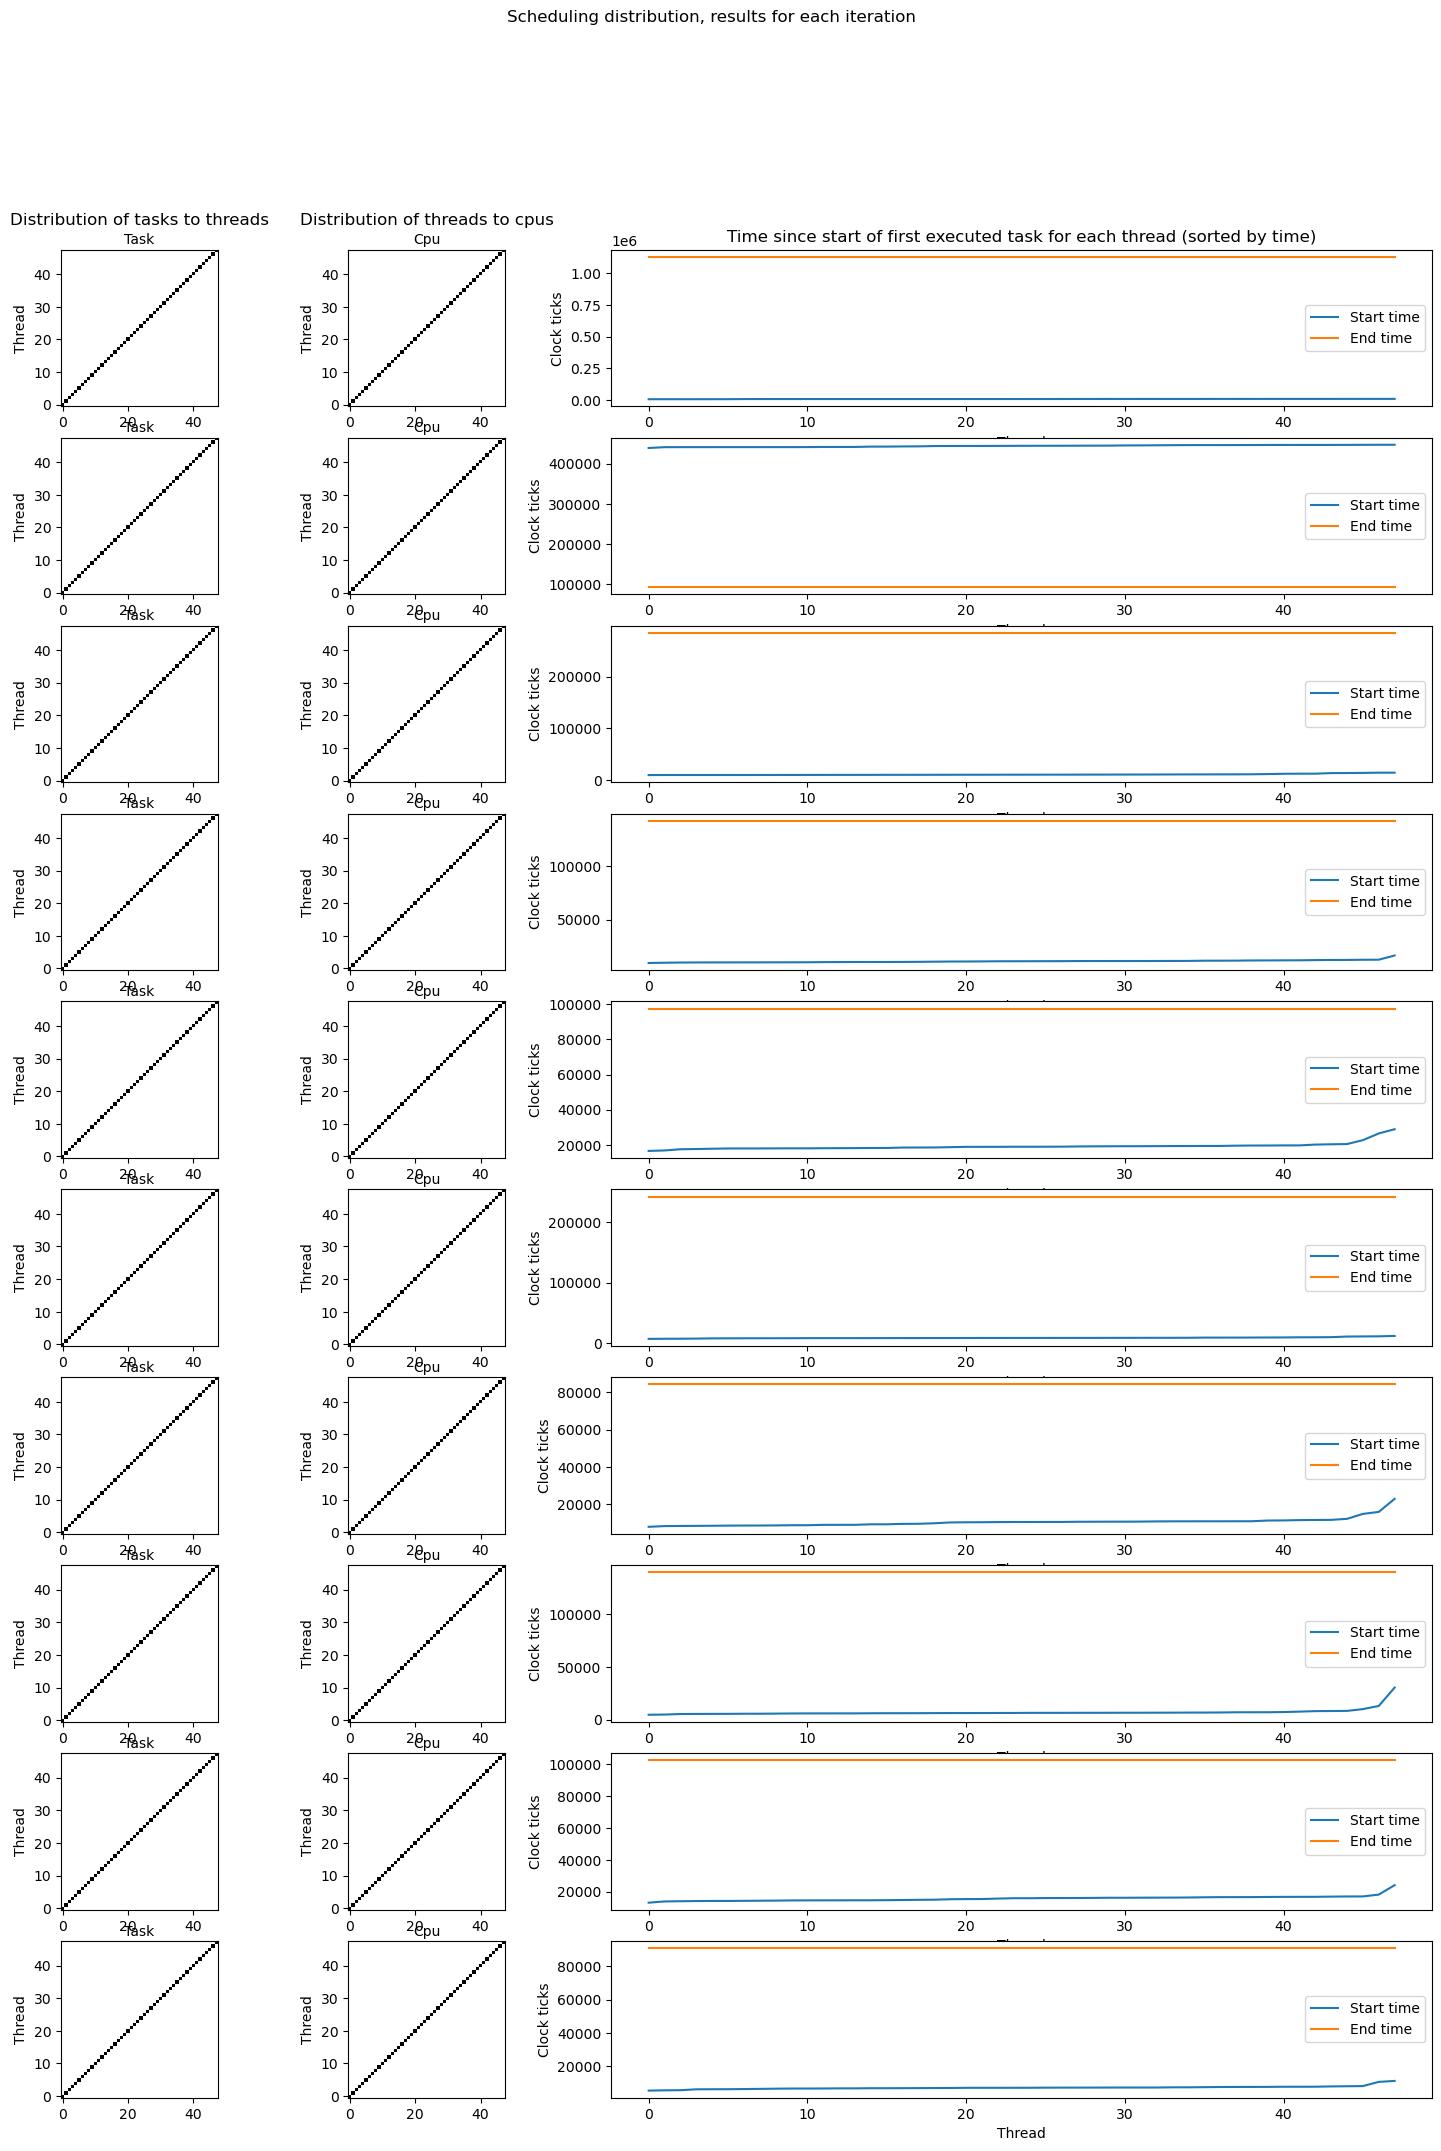 Scheduling distribution, results for each iteration
Distribution of tasks to threads
Distribution of threads to cpus
Time since start of first executed task for each thread (sorted by time)
Task
Thread
40
30
20
10
0
0 20 40
Cpu
Thread
40
30
20
10
0
0 20 40
1e6
Clock ticks
1.00
0.75
0.50
0.25
0.00
0 10 20 30 40
Start time
End time
Task
Thread
40
30
20
10
0
0 20 40
Cpu
Thread
40
30
20
10
0
0 20 40
Clock ticks
400000
300000
200000
100000
0 10 20 30 40
Start time
End time
Task
Thread
40
30
20
10
0
0 20 40
Cpu
Thread
40
30
20
10
0
0 20 40
Clock ticks
200000
100000
0
0 10 20 30 40
Start time
End time
Task
Thread
40
30
20
10
0
0 20 40
Cpu
Thread
40
30
20
10
0
0 20 40
Clock ticks
100000
50000
0 10 20 30 40
Start time
End time
Task
Thread
40
30
20
10
0
0 20 40
Cpu
Thread
40
30
20
10
0
0 20 40
Clock ticks
100000
80000
60000
40000
20000
0 10 20 30 40
Start time
End time
Task
Thread
40
30
20
10
0
0 20 40
Cpu
Thread
40
30
20
10
0
0 20 40
Clock ticks
200000
100000
0
0 10 20 30 40
Start time
End time
Task
Thread
40
30
20
10
0
0 20 40
Cpu
Thread
40
30
20
10
0
0 20 40
Clock ticks
80000
60000
40000
20000
0 10 20 30 40
Start time
End time
Task
Thread
40
30
20
10
0
0 20 40
Cpu
Thread
40
30
20
10
0
0 20 40
Clock ticks
100000
50000
0
0 10 20 30 40
Start time
End time
Task
Thread
40
30
20
10
0
0 20 40
Cpu
Thread
40
30
20
10
0
0 20 40
Clock ticks
100000
80000
60000
40000
20000
0 10 20 30 40
Start time
End time
Task
Thread
40
30
20
10
0
0 20 40
Cpu
Thread
40
30
20
10
0
0 20 40
Clock ticks
80000
60000
40000
20000
0 10 20 30 40
Thread
Start time
End time